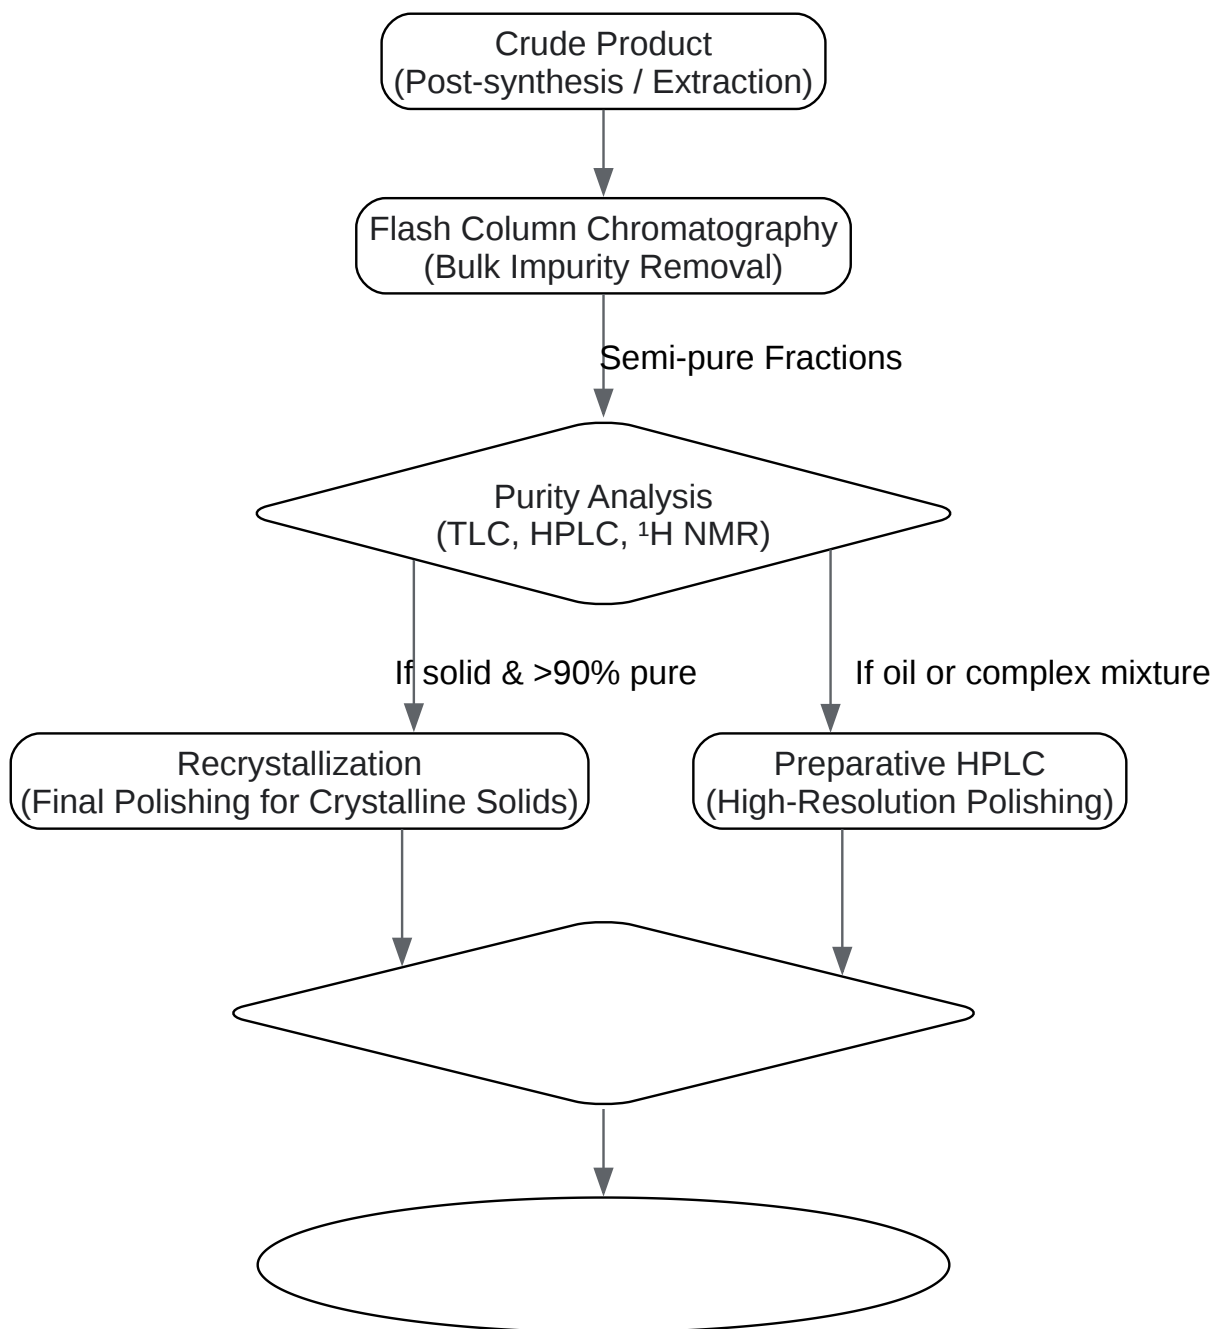 Crude Product
(Post-synthesis / Extraction)
Flash Column Chromatography
(Bulk Impurity Removal)
Semi-pure Fractions
Purity Analysis
(TLC, HPLC, ¹H NMR)
If solid & >90% pure
If oil or complex mixture
Recrystallization
(Final Polishing for Crystalline Solids)
Preparative HPLC
(High-Resolution Polishing)